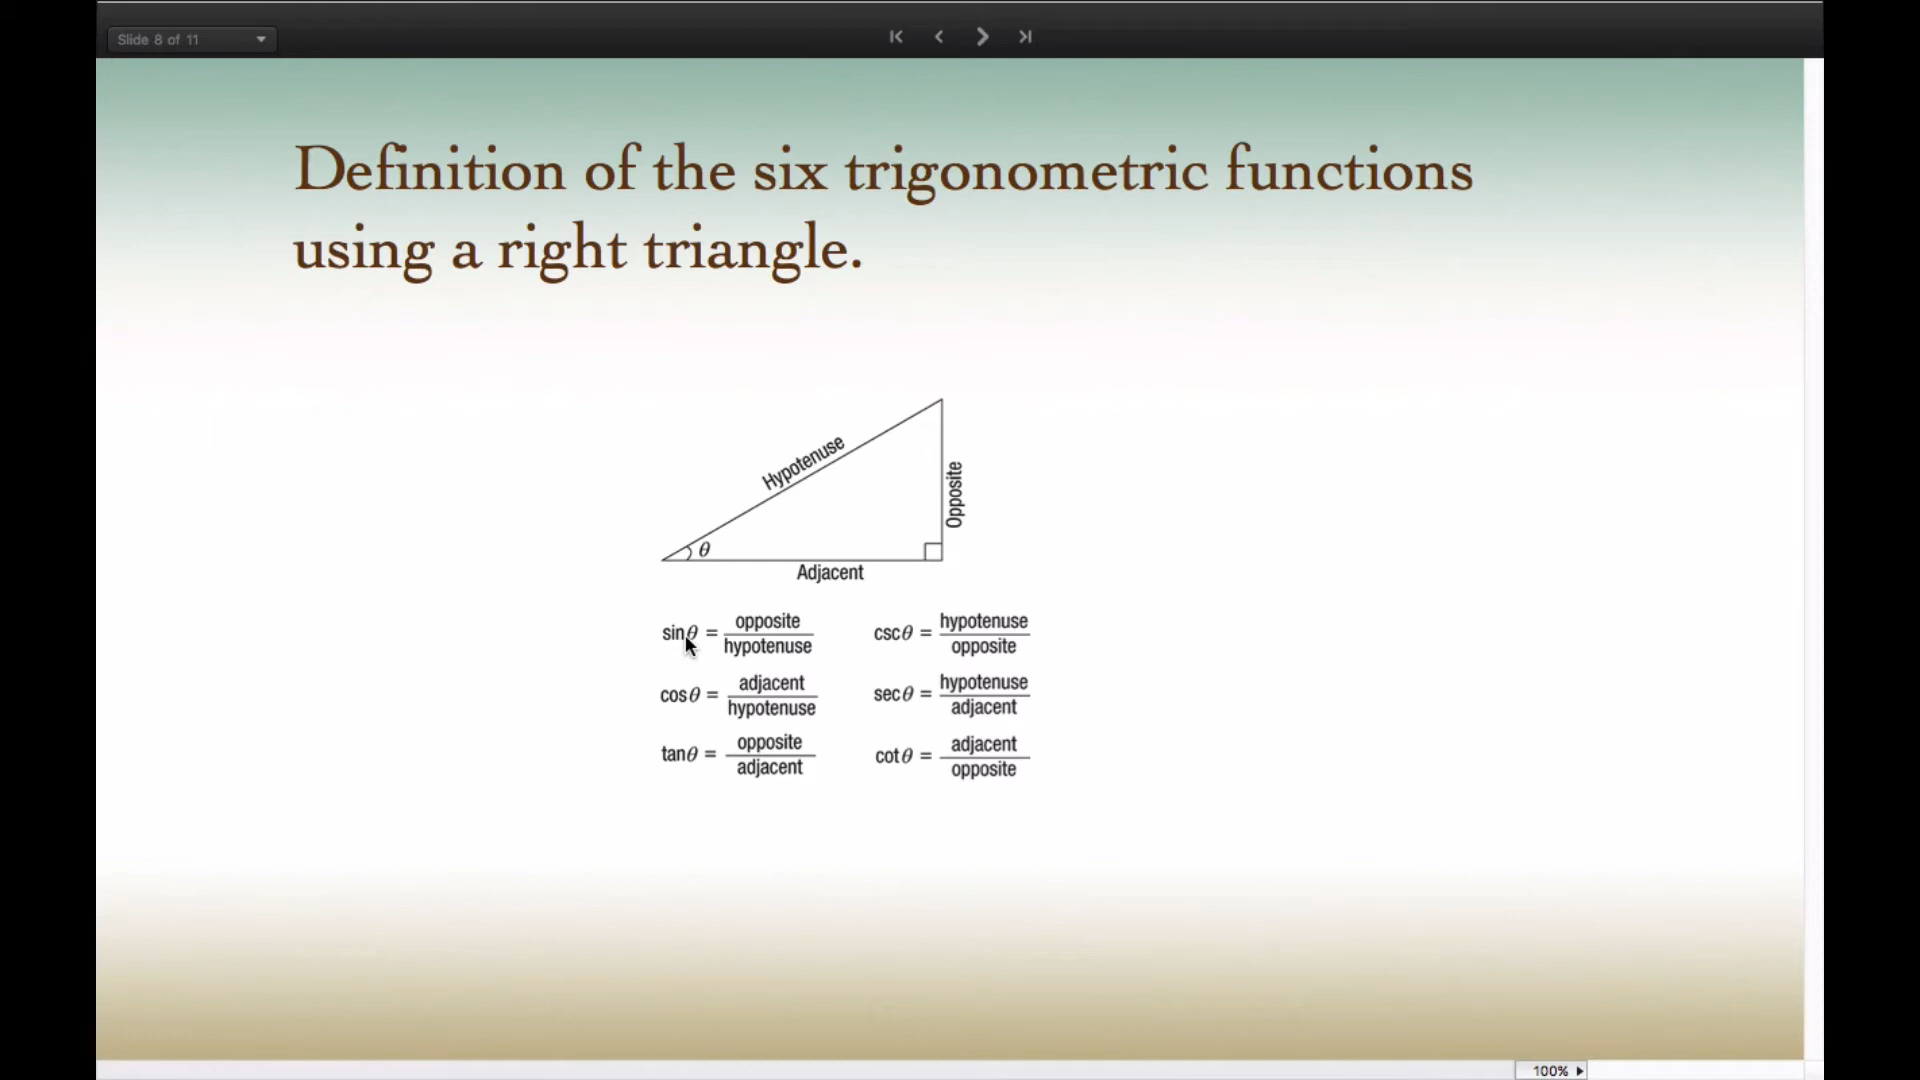 Slide 8 of 11
Definition of the six trigonometric functions
using a right triangle.
Hypotenuse
Opposite
θ
Adjacent
sinθ = opposite/hypotenuse cscθ = hypotenuse/opposite
cosθ = adjacent/hypotenuse secθ = hypotenuse/adjacent
tanθ = opposite/adjacent cotθ = adjacent/opposite
100%